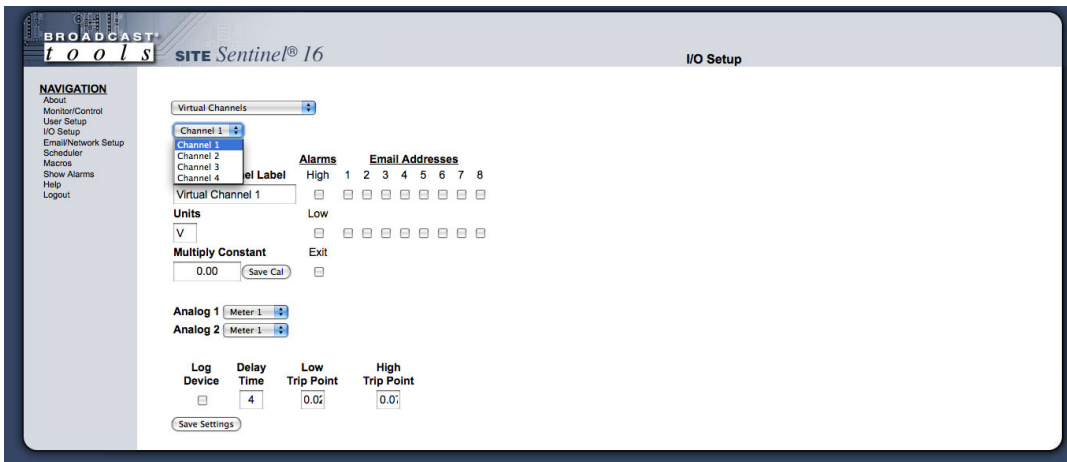 BROADCAST
tools
SITE Sentinel® 16
I/O Setup
NAVIGATION
About
Monitor/Control
User Setup
I/O Setup
Email/Network Setup
Scheduler
Macros
Show Alarms
Help
Logout
Virtual Channels
Channel 1
Channel 1
Channel 2
Channel 3
Channel 4
Alarms Email Addresses
el Label High 1 2 3 4 5 6 7 8
Virtual Channel 1
Units Low
V
Multiply Constant Exit
0.00 Save Cal
Analog 1 Meter 1
Analog 2 Meter 1
Log Delay Low High
Device Time Trip Point Trip Point
4 0.02 0.07
Save Settings